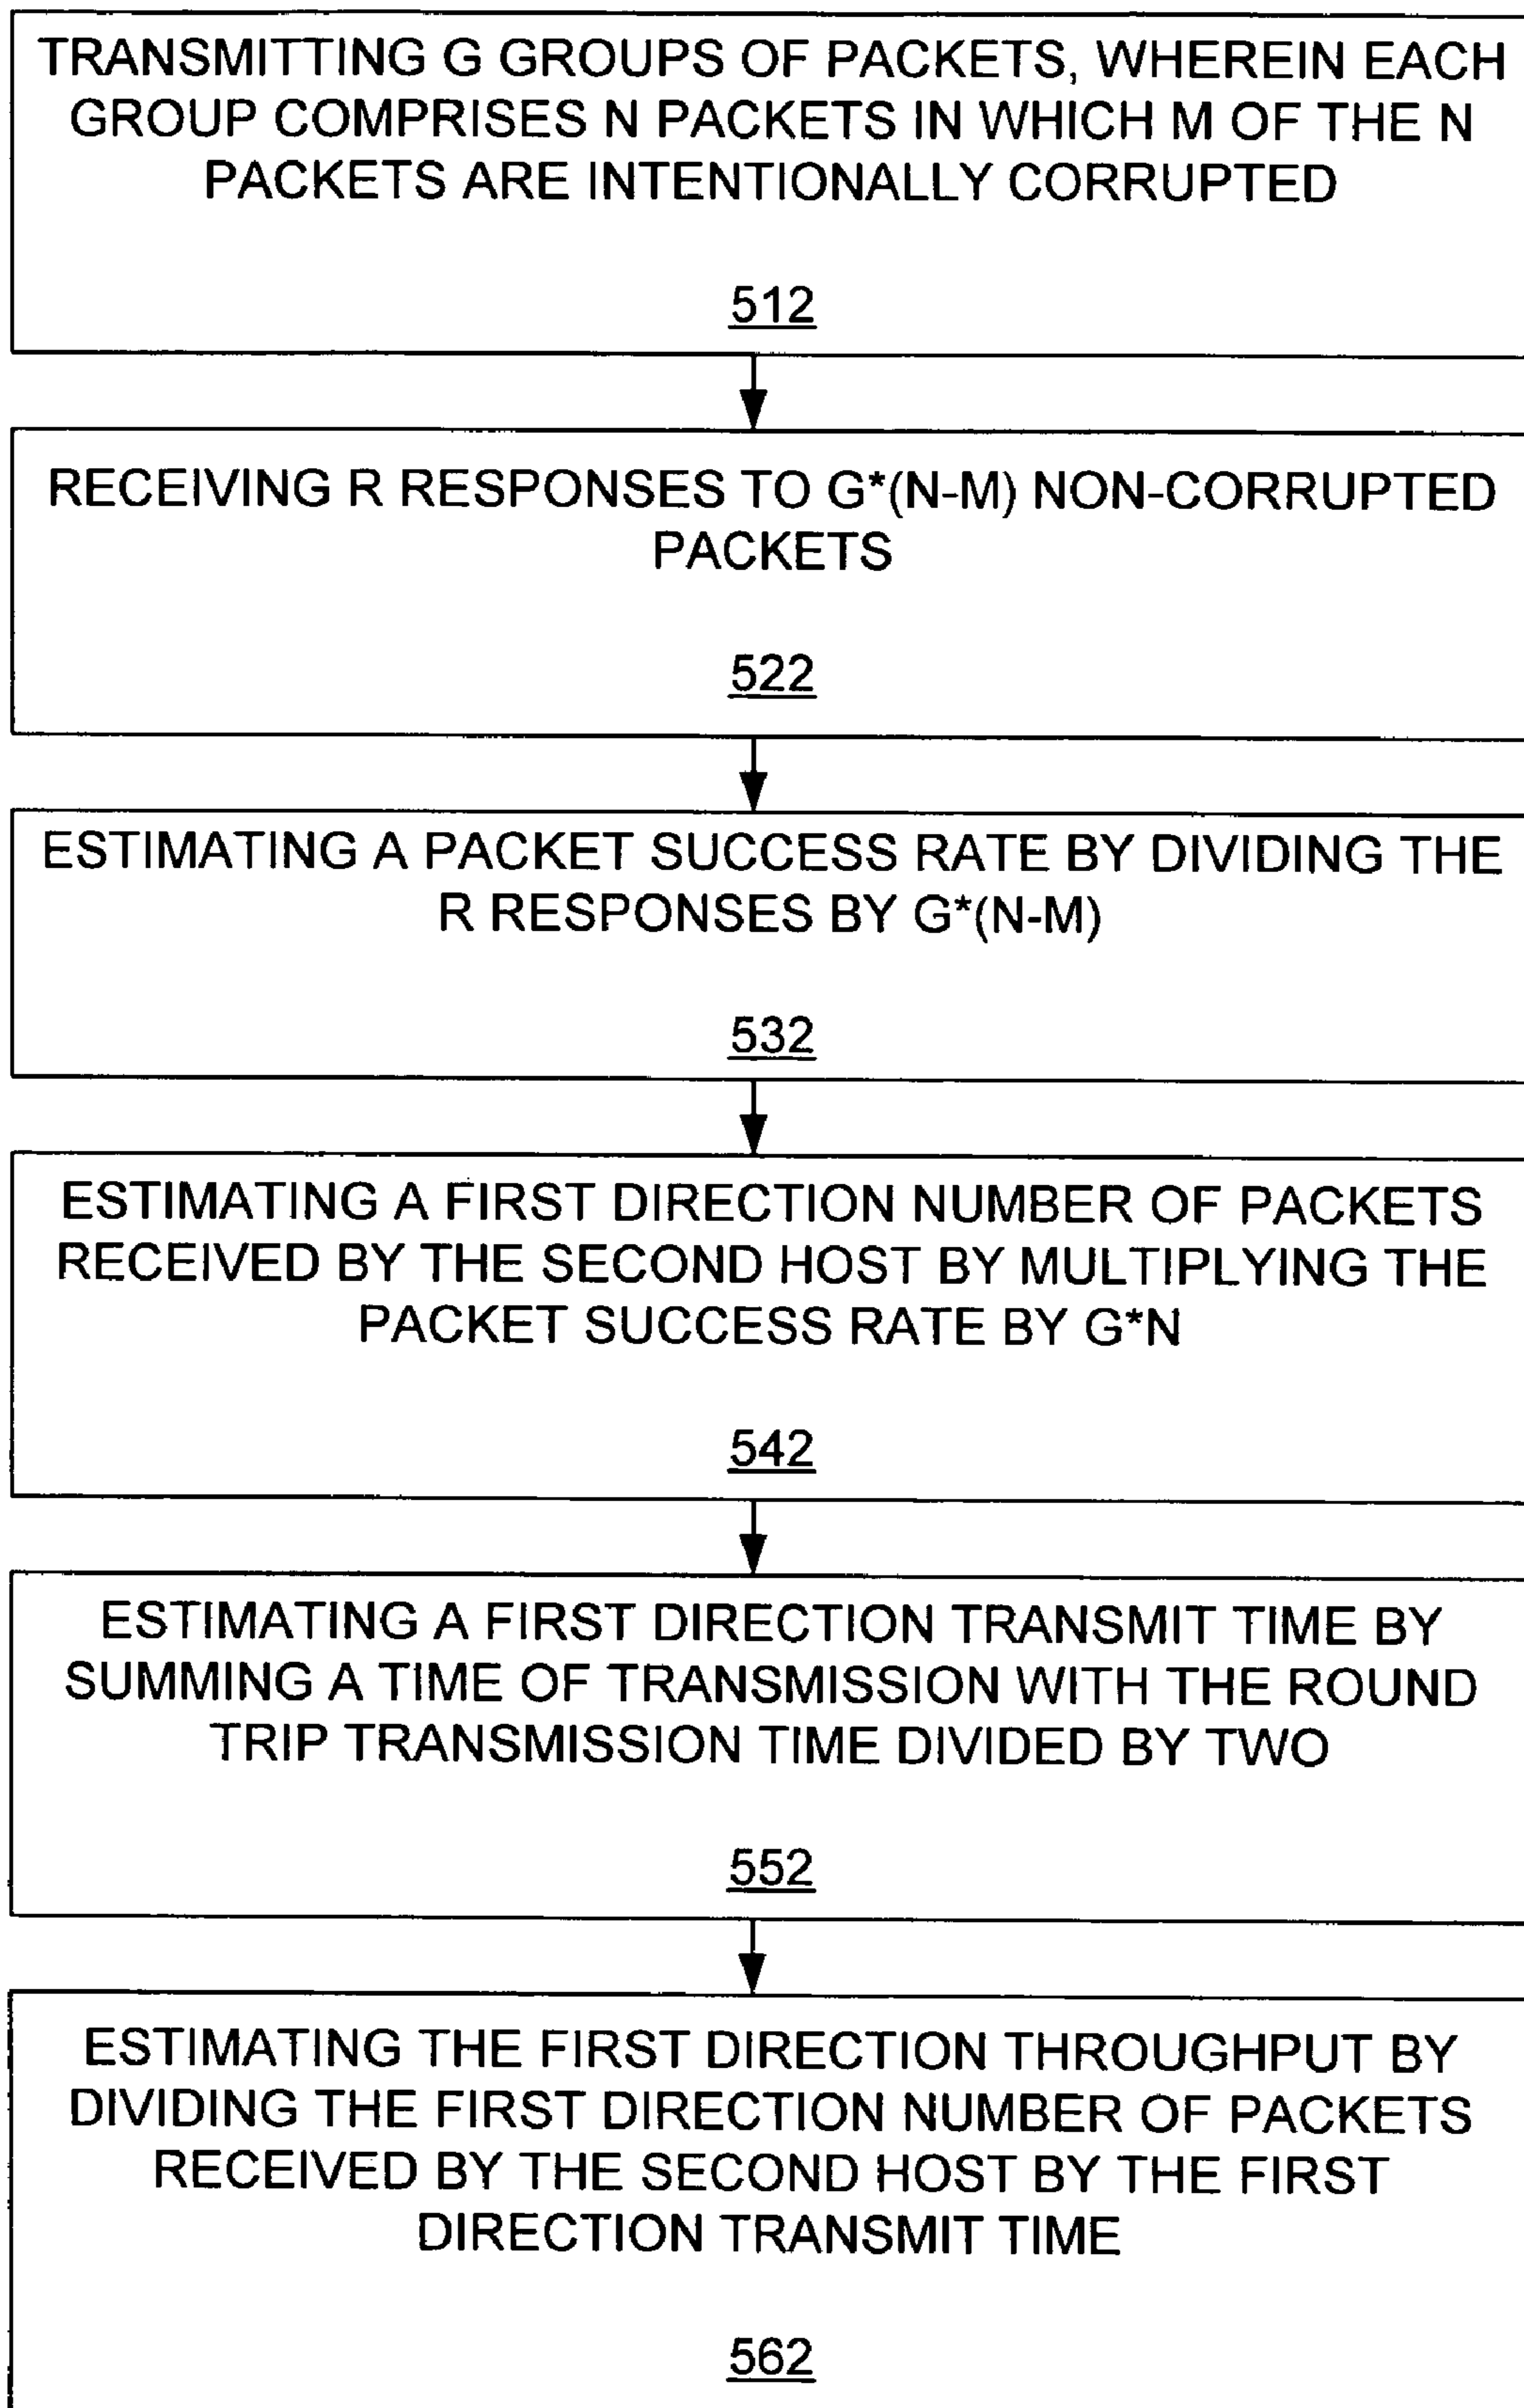 TRANSMITTING G GROUPS OF PACKETS, WHEREIN EACH
GROUP COMPRISES N PACKETS IN WHICH M OF THE N
PACKETS ARE INTENTIONALLY CORRUPTED
512
RECEIVING R RESPONSES TO G*(N-M) NON-CORRUPTED
PACKETS
522
ESTIMATING A PACKET SUCCESS RATE BY DIVIDING THE
R RESPONSES BY G*(N-M)
532
ESTIMATING A FIRST DIRECTION NUMBER OF PACKETS
RECEIVED BY THE SECOND HOST BY MULTIPLYING THE
PACKET SUCCESS RATE BY G*N
542
ESTIMATING A FIRST DIRECTION TRANSMIT TIME BY
SUMMING A TIME OF TRANSMISSION WITH THE ROUND
TRIP TRANSMISSION TIME DIVIDED BY TWO
552
ESTIMATING THE FIRST DIRECTION THROUGHPUT BY
DIVIDING THE FIRST DIRECTION NUMBER OF PACKETS
RECEIVED BY THE SECOND HOST BY THE FIRST
DIRECTION TRANSMIT TIME
562